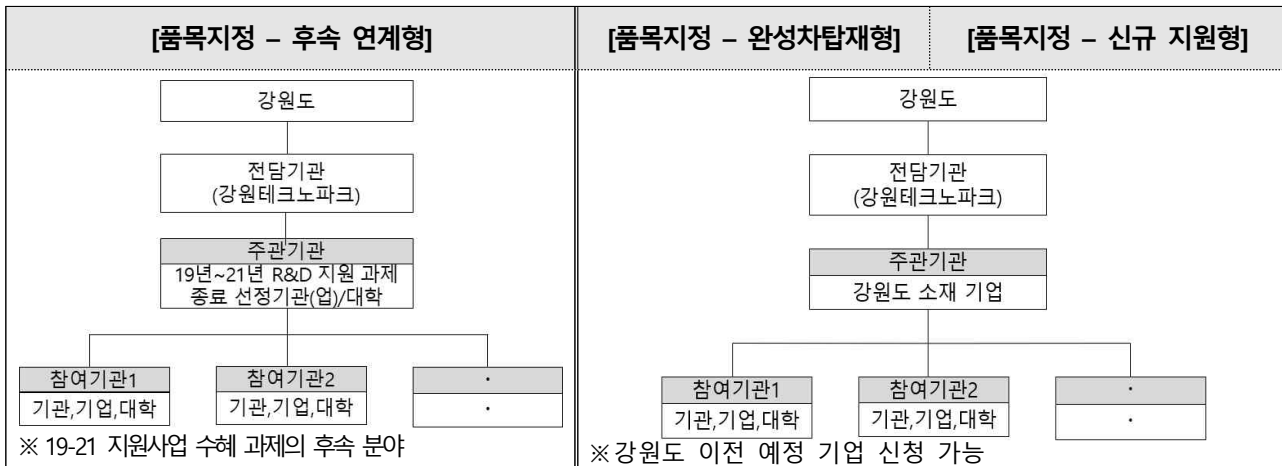 [품목지정 – 후속 연계형]
강원도
전담기관
(강원테크노파크)
주관기관
19년~21년 R&D 지원 과제
종료 선정기관(업)/대학
참여기관1
기관,기업,대학
참여기관2
기관,기업,대학
·
·
※ 19-21 지원사업 수혜 과제의 후속 분야
[품목지정 – 완성차탑재형]
[품목지정 – 신규 지원형]
강원도
전담기관
(강원테크노파크)
주관기관
강원도 소재 기업
참여기관1
기관,기업,대학
참여기관2
기관,기업,대학
·
·
※강원도 이전 예정 기업 신청 가능